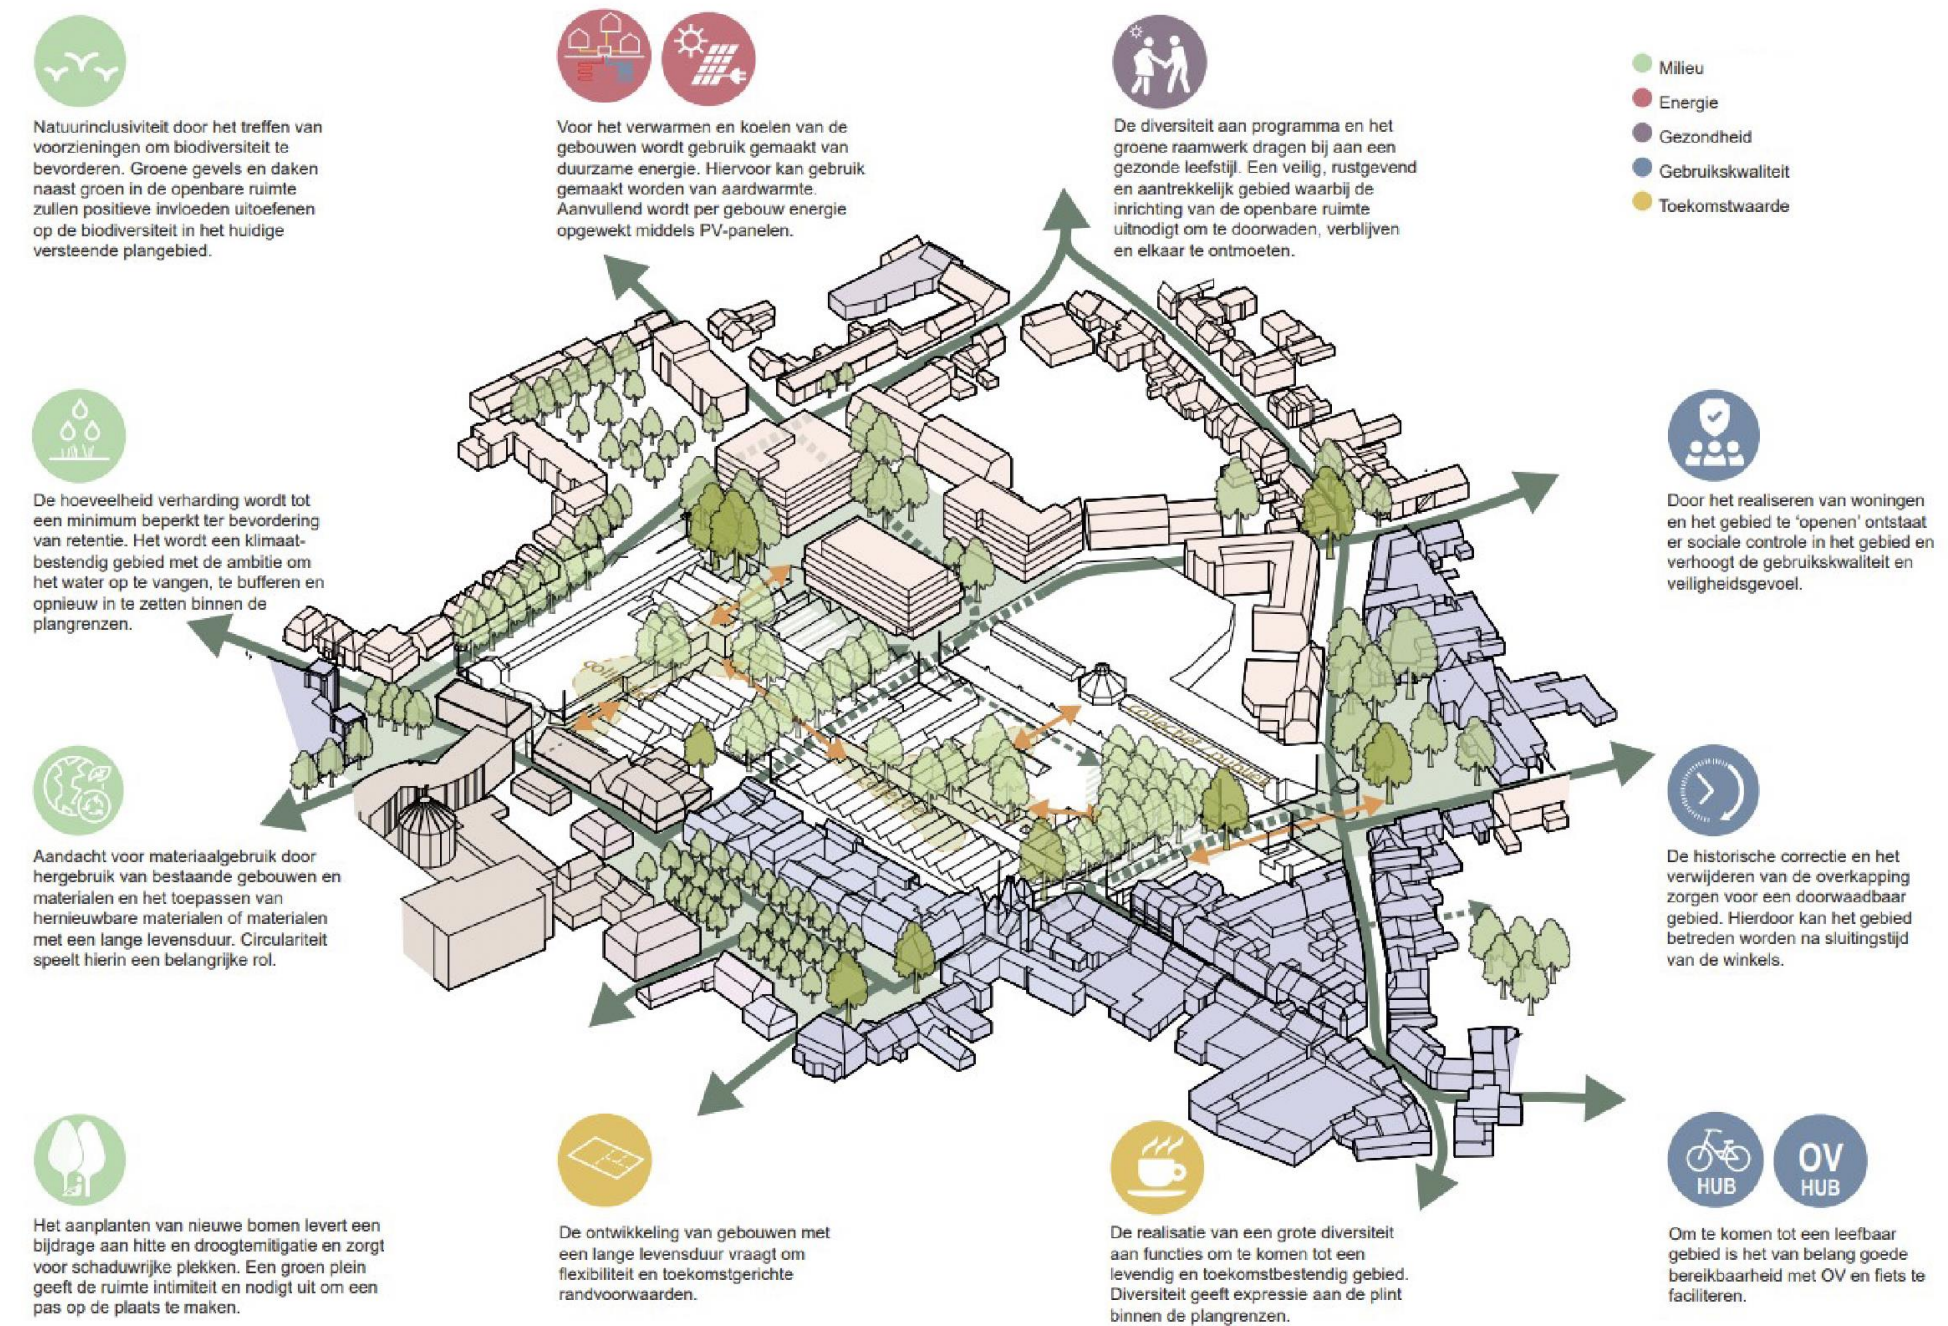 Natuurinclusiviteit door het treffen van
voorzieningen om biodiversiteit te
bevorderen. Groene gevels en daken
naast groen in de openbare ruimte
zullen positieve invloeden uitoefenen
op de biodiversiteit in het huidige
versteende plangebied.
Voor het verwarmen en koelen van de
gebouwen wordt gebruik gemaakt van
duurzame energie. Hiervoor kan gebruik
gemaakt worden van aardwarmte.
Aanvullend wordt per gebouw energie
opgewekt middels PV-panelen.
De diversiteit aan programma en het
groene raamwerk dragen bij aan een
gezonde leefstijl. Een veilig, rustgevend
en aantrekkelijk gebied waarbij de
inrichting van de openbare ruimte
uitnodigt om te doorwaden, verblijven
en elkaar te ontmoeten.
Milieu
Energie
Gezondheid
Gebruikskwaliteit
Toekomstwaarde
De hoeveelheid verharding wordt tot
een minimum beperkt ter bevordering
van retentie. Het wordt een klimaat-
bestendig gebied met de ambitie om
het water op te vangen, te bufferen en
opnieuw in te zetten binnen de
plangrenzen.
Door het realiseren van woningen
en het gebied te ‘openen’ ontstaat
er sociale controle in het gebied en
verhoogt de gebruikskwaliteit en
veiligheidsgevoel.
Aandacht voor materiaalgebruik door
hergebruik van bestaande gebouwen en
materialen en het toepassen van
hernieuwbare materialen of materialen
met een lange levensduur. Circulariteit
speelt hierin een belangrijke rol.
De historische correctie en het
verwijderen van de overkapping
zorgen voor een doorwaadbaar
gebied. Hierdoor kan het gebied
betreden worden na sluitingstijd
van de winkels.
Het aanplanten van nieuwe bomen levert een
bijdrage aan hitte en droogtemitigatie en zorgt
voor schaduwrijke plekken. Een groen plein
geeft de ruimte intimiteit en nodigt uit om een
pas op de plaats te maken.
De ontwikkeling van gebouwen met
een lange levensduur vraagt om
flexibiliteit en toekomstgerichte
randvoorwaarden.
De realisatie van een grote diversiteit
aan functies om te komen tot een
levendig en toekomstbestendig gebied.
Diversiteit geeft expressie aan de plint
binnen de plangrenzen.
HUB
OV
HUB
Om te komen tot een leefbaar
gebied is het van belang goede
bereikbaarheid met OV en fiets te
faciliteren.